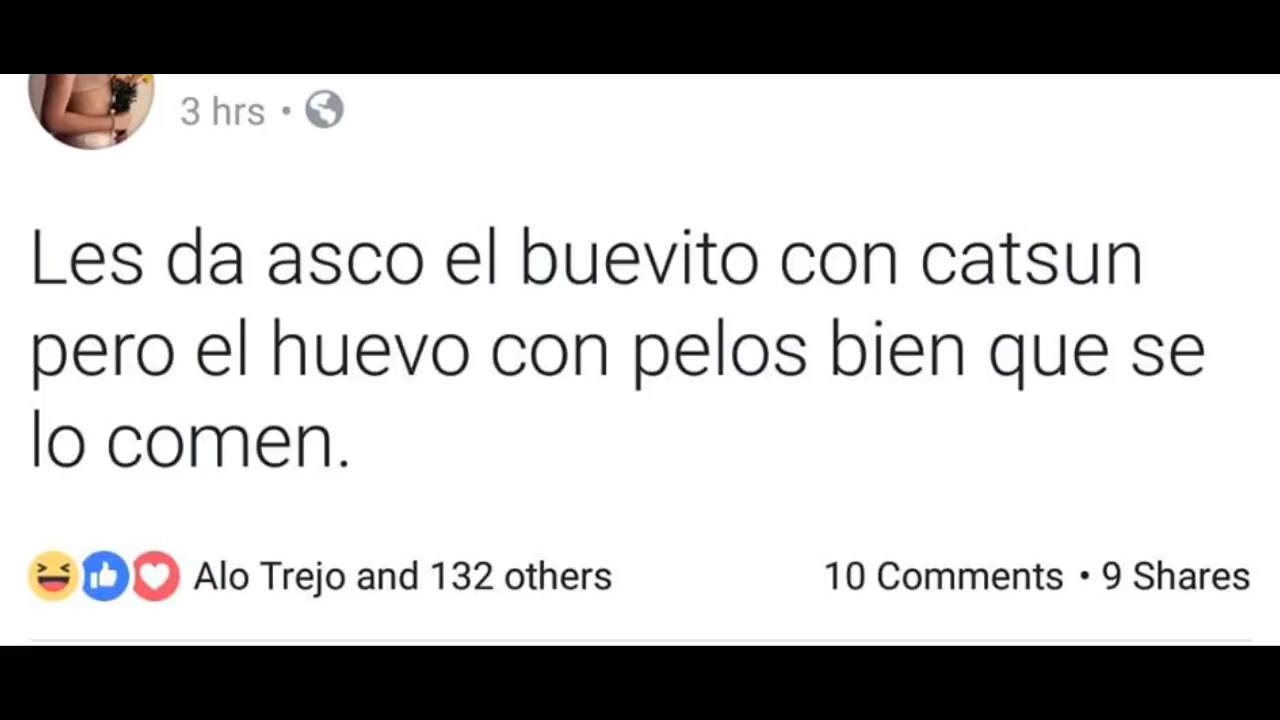 3 hrs •
Les da asco el buevito con catsun
pero el huevo con pelos bien que se
lo comen.
Alo Trejo and 132 others
10 Comments • 9 Shares